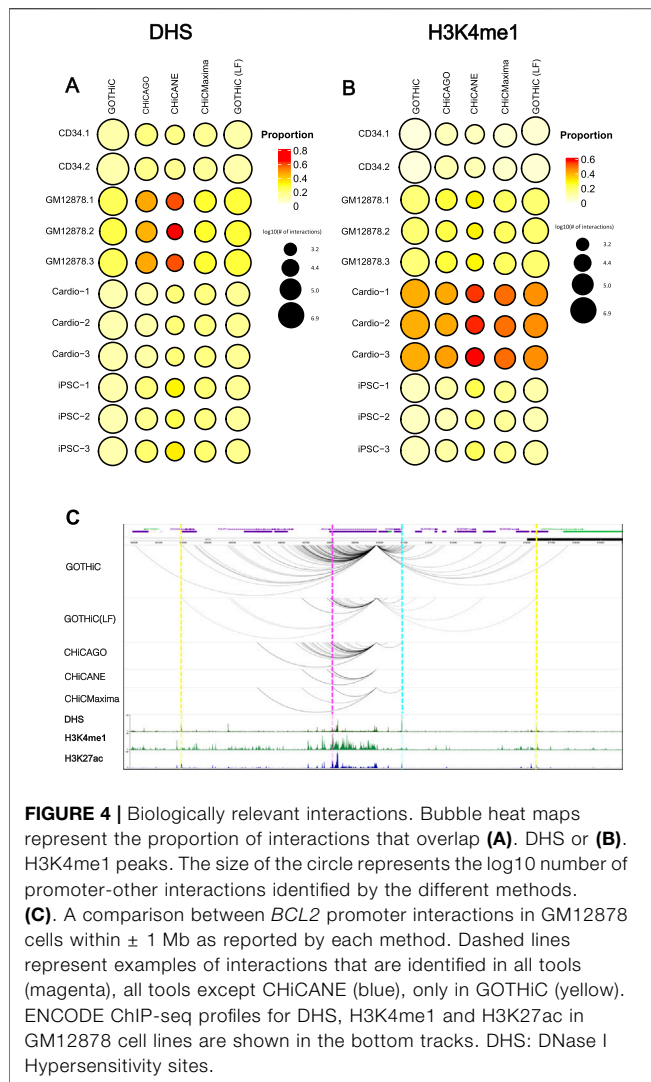 DHS
H3K4me1
A
GOTHiC
CHiCAGO
CHiCANE
CHiCMaxima
GOTHiC (LF)
CD34.1
CD34.2
GM12878.1
GM12878.2
GM12878.3
Cardio-1
Cardio-2
Cardio-3
iPSC-1
iPSC-2
iPSC-3
Proportion
0.8
0.6
0.4
0.2
0
log10(# of interactions)
3.2
4.4
5.0
6.9
B
GOTHiC
CHiCAGO
CHiCANE
CHiCMaxima
GOTHiC (LF)
CD34.1
CD34.2
GM12878.1
GM12878.2
GM12878.3
Cardio-1
Cardio-2
Cardio-3
iPSC-1
iPSC-2
iPSC-3
Proportion
0.6
0.4
0.2
0
log10(# of interactions)
3.2
4.4
5.0
6.9
C
GOTHiC
GOTHiC(LF)
CHiCAGO
CHiCANE
CHiCMaxima
DHS
H3K4me1
H3K27ac
FIGURE 4 | Biologically relevant interactions. Bubble heat maps
represent the proportion of interactions that overlap (A). DHS or (B).
H3K4me1 peaks. The size of the circle represents the log10 number of
promoter-other interactions identified by the different methods.
(C). A comparison between BCL2 promoter interactions in GM12878
cells within ± 1 Mb as reported by each method. Dashed lines
represent examples of interactions that are identified in all tools
(magenta), all tools except CHiCANE (blue), only in GOTHiC (yellow).
ENCODE ChIP-seq profiles for DHS, H3K4me1 and H3K27ac in
GM12878 cell lines are shown in the bottom tracks. DHS: DNase I
Hypersensitivity sites.